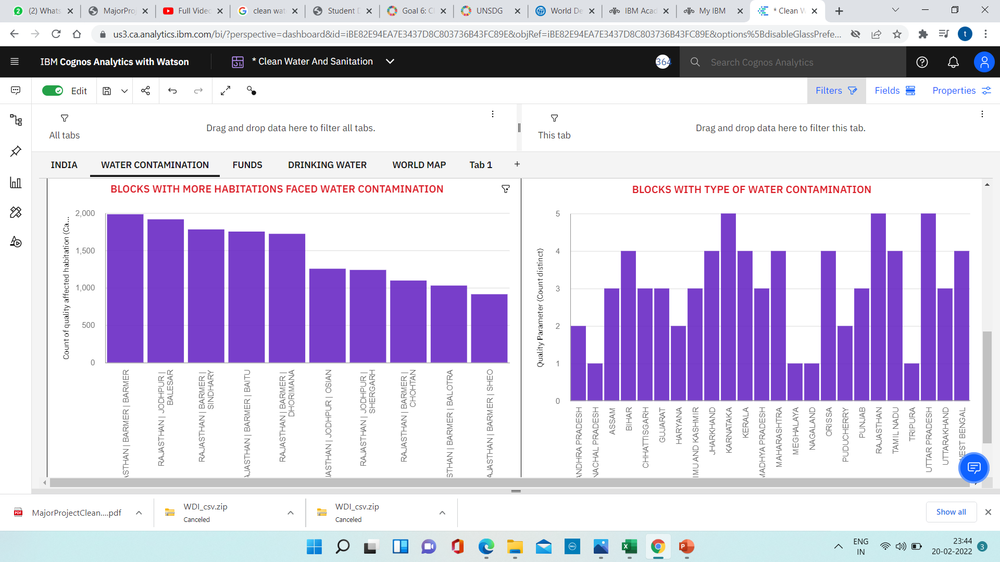 (2) Whats
MajorPro
Full Video
clean wat
Student D
Goal 6: C
UNSDG
World De
IBM Acad
My IBM
* Clean W
us3.ca.analytics.ibm.com/bi/?perspective=dashboard&id=iBE82E94EA7E3437D8C803736B43FC89E&objRef=iBE82E94EA7E3437D8C803736B43FC89E&options%5BdisableGlassPrefe...
t
IBM Cognos Analytics with Watson
* Clean Water And Sanitation
364
Search Cognos Analytics
Edit
Filters
Fields
Properties
All tabs
Drag and drop data here to filter all tabs.
This tab
Drag and drop data here to filter this tab.
INDIA
WATER CONTAMINATION
FUNDS
DRINKING WATER
WORLD MAP
Tab 1
BLOCKS WITH MORE HABITATIONS FACED WATER CONTAMINATION
Count of quality affected habitation (Ca...
2,000
1,500
1,000
500
0
ASTHAN | BARMER | BARMER
RAJASTHAN | JODHPUR |
BALESAR
RAJASTHAN | BARMER |
SINDHARY
AJASTHAN | BARMER | BAITU
RAJASTHAN | BARMER |
DHORIMANA
JASTHAN | JODHPUR | OSIAN
RAJASTHAN | JODHPUR |
SHERGARH
RAJASTHAN | BARMER |
CHOHTAN
STHAN | BARMER | BALOTRA
AJASTHAN | BARMER | SHEO
BLOCKS WITH TYPE OF WATER CONTAMINATION
Quality Parameter (Count distinct)
5
4
3
2
1
0
ANDHRA PRADESH
NACHAL PRADESH
ASSAM
BIHAR
CHHATTISGARH
GUJARAT
HARYANA
MU AND KASHMIR
JHARKHAND
KARNATAKA
KERALA
MADHYA PRADESH
MAHARASHTRA
MEGHALAYA
NAGALAND
ORISSA
PUDUCHERRY
PUNJAB
RAJASTHAN
TAMIL NADU
TRIPURA
UTTAR PRADESH
UTTARAKHAND
WEST BENGAL
MajorProjectClean....pdf
WDI_csv.zip
Canceled
WDI_csv.zip
Canceled
Show all
ENG
IN
23:44
20-02-2022
3